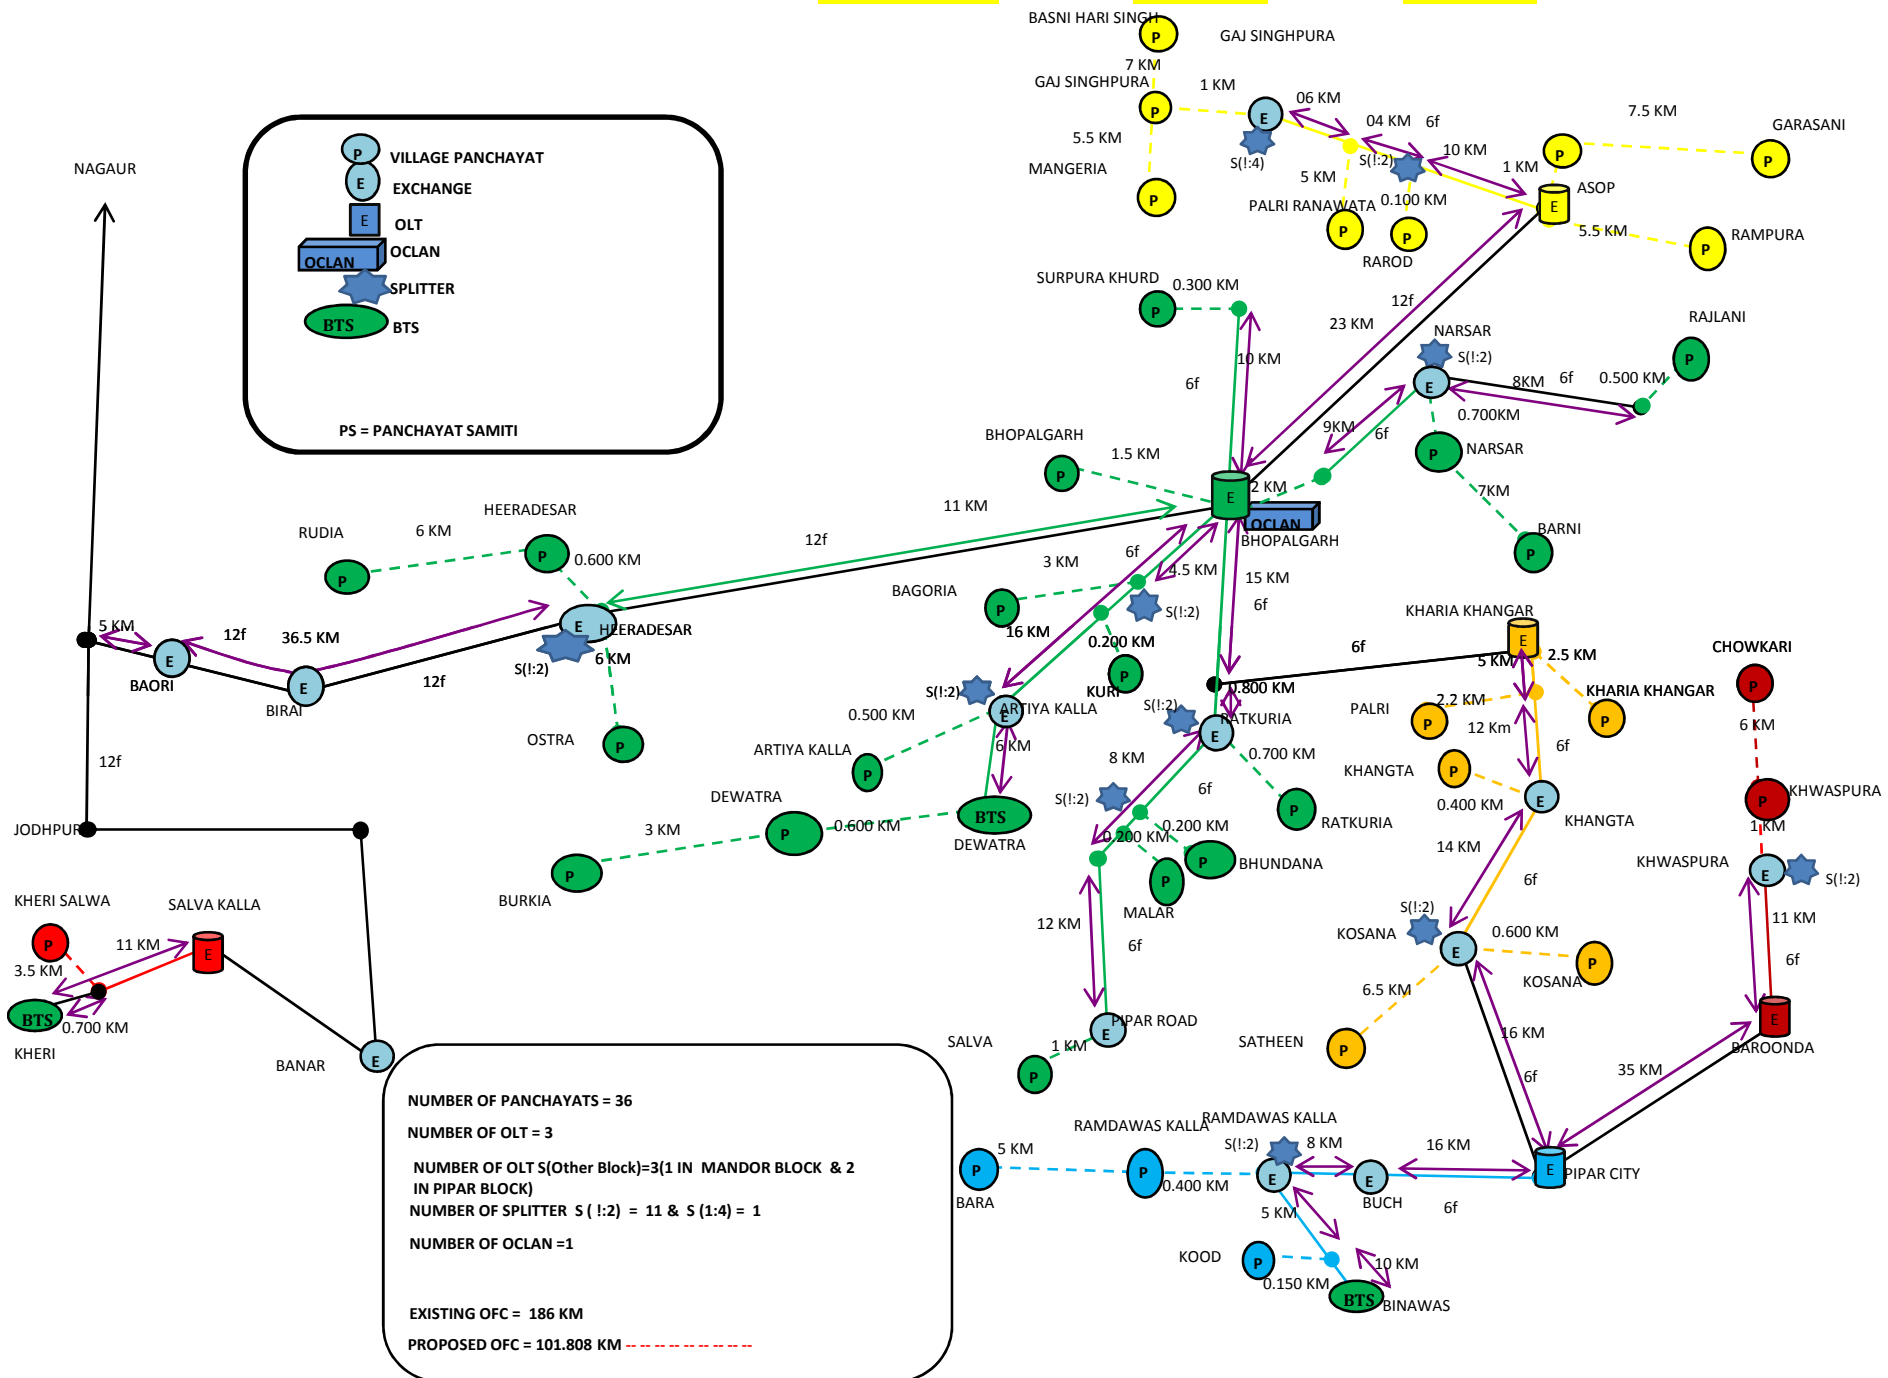 BASNI HARI SINGH
P
GAJ SINGHPURA
7 KM
GAJ SINGHPURA
1 KM
06 KM
P
E
04 KM
6f
7.5 KM
GARASANI
5.5 KM
S(!:4)
S(!:2)
10 KM
P
P
MANGERIA
5 KM
1 KM
ASOP
P
PALRI RANAWATA
0.100 KM
E
P
P
5.5 KM
P
RAMPURA
RAROD
P
VILLAGE PANCHAYAT
E
EXCHANGE
E
OLT
OCLAN
OCLAN
SPLITTER
BTS
BTS
PS = PANCHAYAT SAMITI
NAGAUR
SURPURA KHURD
0.300 KM
P
12f
23 KM
NARSAR
RAJLANI
S(!:2)
P
10 KM
6f
E
8KM
6f
0.500 KM
0.700KM
BHOPALGARH
9KM
6f
NARSAR
P
1.5 KM
P
E
2 KM
7KM
OCLAN
BHOPALGARH
BARNI
P
11 KM
12f
HEERADESAR
RUDIA
6 KM
P
0.600 KM
P
3 KM
6f
4.5 KM
15 KM
6f
BAGORIA
P
S(!:2)
KHARIA KHANGAR
E
5 KM
12f
36.5 KM
E
HEERADESAR
16 KM
0.200 KM
6f
CHOWKARI
E
BAORI
S(!:2)
6 KM
5 KM
2.5 KM
E
BIRAI
12f
S(!:2)
KURI
P
0.800 KM
P
E
ARTIYA KALLA
S(!:2)
RATKURIA
PALRI
2.2 KM
KHARIA KHANGAR
0.500 KM
P
P
6 KM
OSTRA
P
6 KM
E
12 Km
12f
ARTIYA KALLA
P
8 KM
0.700 KM
KHANGTA
P
6f
DEWATRA
S(!:2)
6f
0.400 KM
E
P
KHWASPURA
JODHPUR
3 KM
P
0.600 KM
BTS
DEWATRA
0.200 KM
0.200 KM
P
RATKURIA
KHANGTA
1 KM
BURKIA
P
P
BHUNDANA
14 KM
KHWASPURA
E
S(!:2)
P
MALAR
6f
KHERI SALWA
SALVA KALLA
P
11 KM
E
12 KM
6f
S(!:2)
KOSANA
0.600 KM
11 KM
3.5 KM
E
P
KOSANA
6f
BTS
0.700 KM
KHERI
6.5 KM
E
PIPAR ROAD
E
BAROONDA
SALVA
1 KM
SATHEEN
P
16 KM
BANAR
E
P
6f
35 KM
NUMBER OF PANCHAYATS = 36
NUMBER OF OLT = 3
NUMBER OF OLT S(Other Block)=3(1 IN  MANDOR BLOCK  & 2
IN PIPAR BLOCK)
NUMBER OF SPLITTER  S ( !:2)  = 11 & S (1:4) =  1
NUMBER OF OCLAN =1
EXISTING OFC =  186 KM
PROPOSED OFC = 101.808 KM -- -- -- -- -- -- -- -- --
RAMDAWAS KALLA
RAMDAWAS KALLA
5 KM
S(!:2)
8 KM
16 KM
P
P
E
E
E
PIPAR CITY
BARA
0.400 KM
BUCH
6f
5 KM
KOOD
P
0.150 KM
10 KM
BTS
BINAWAS